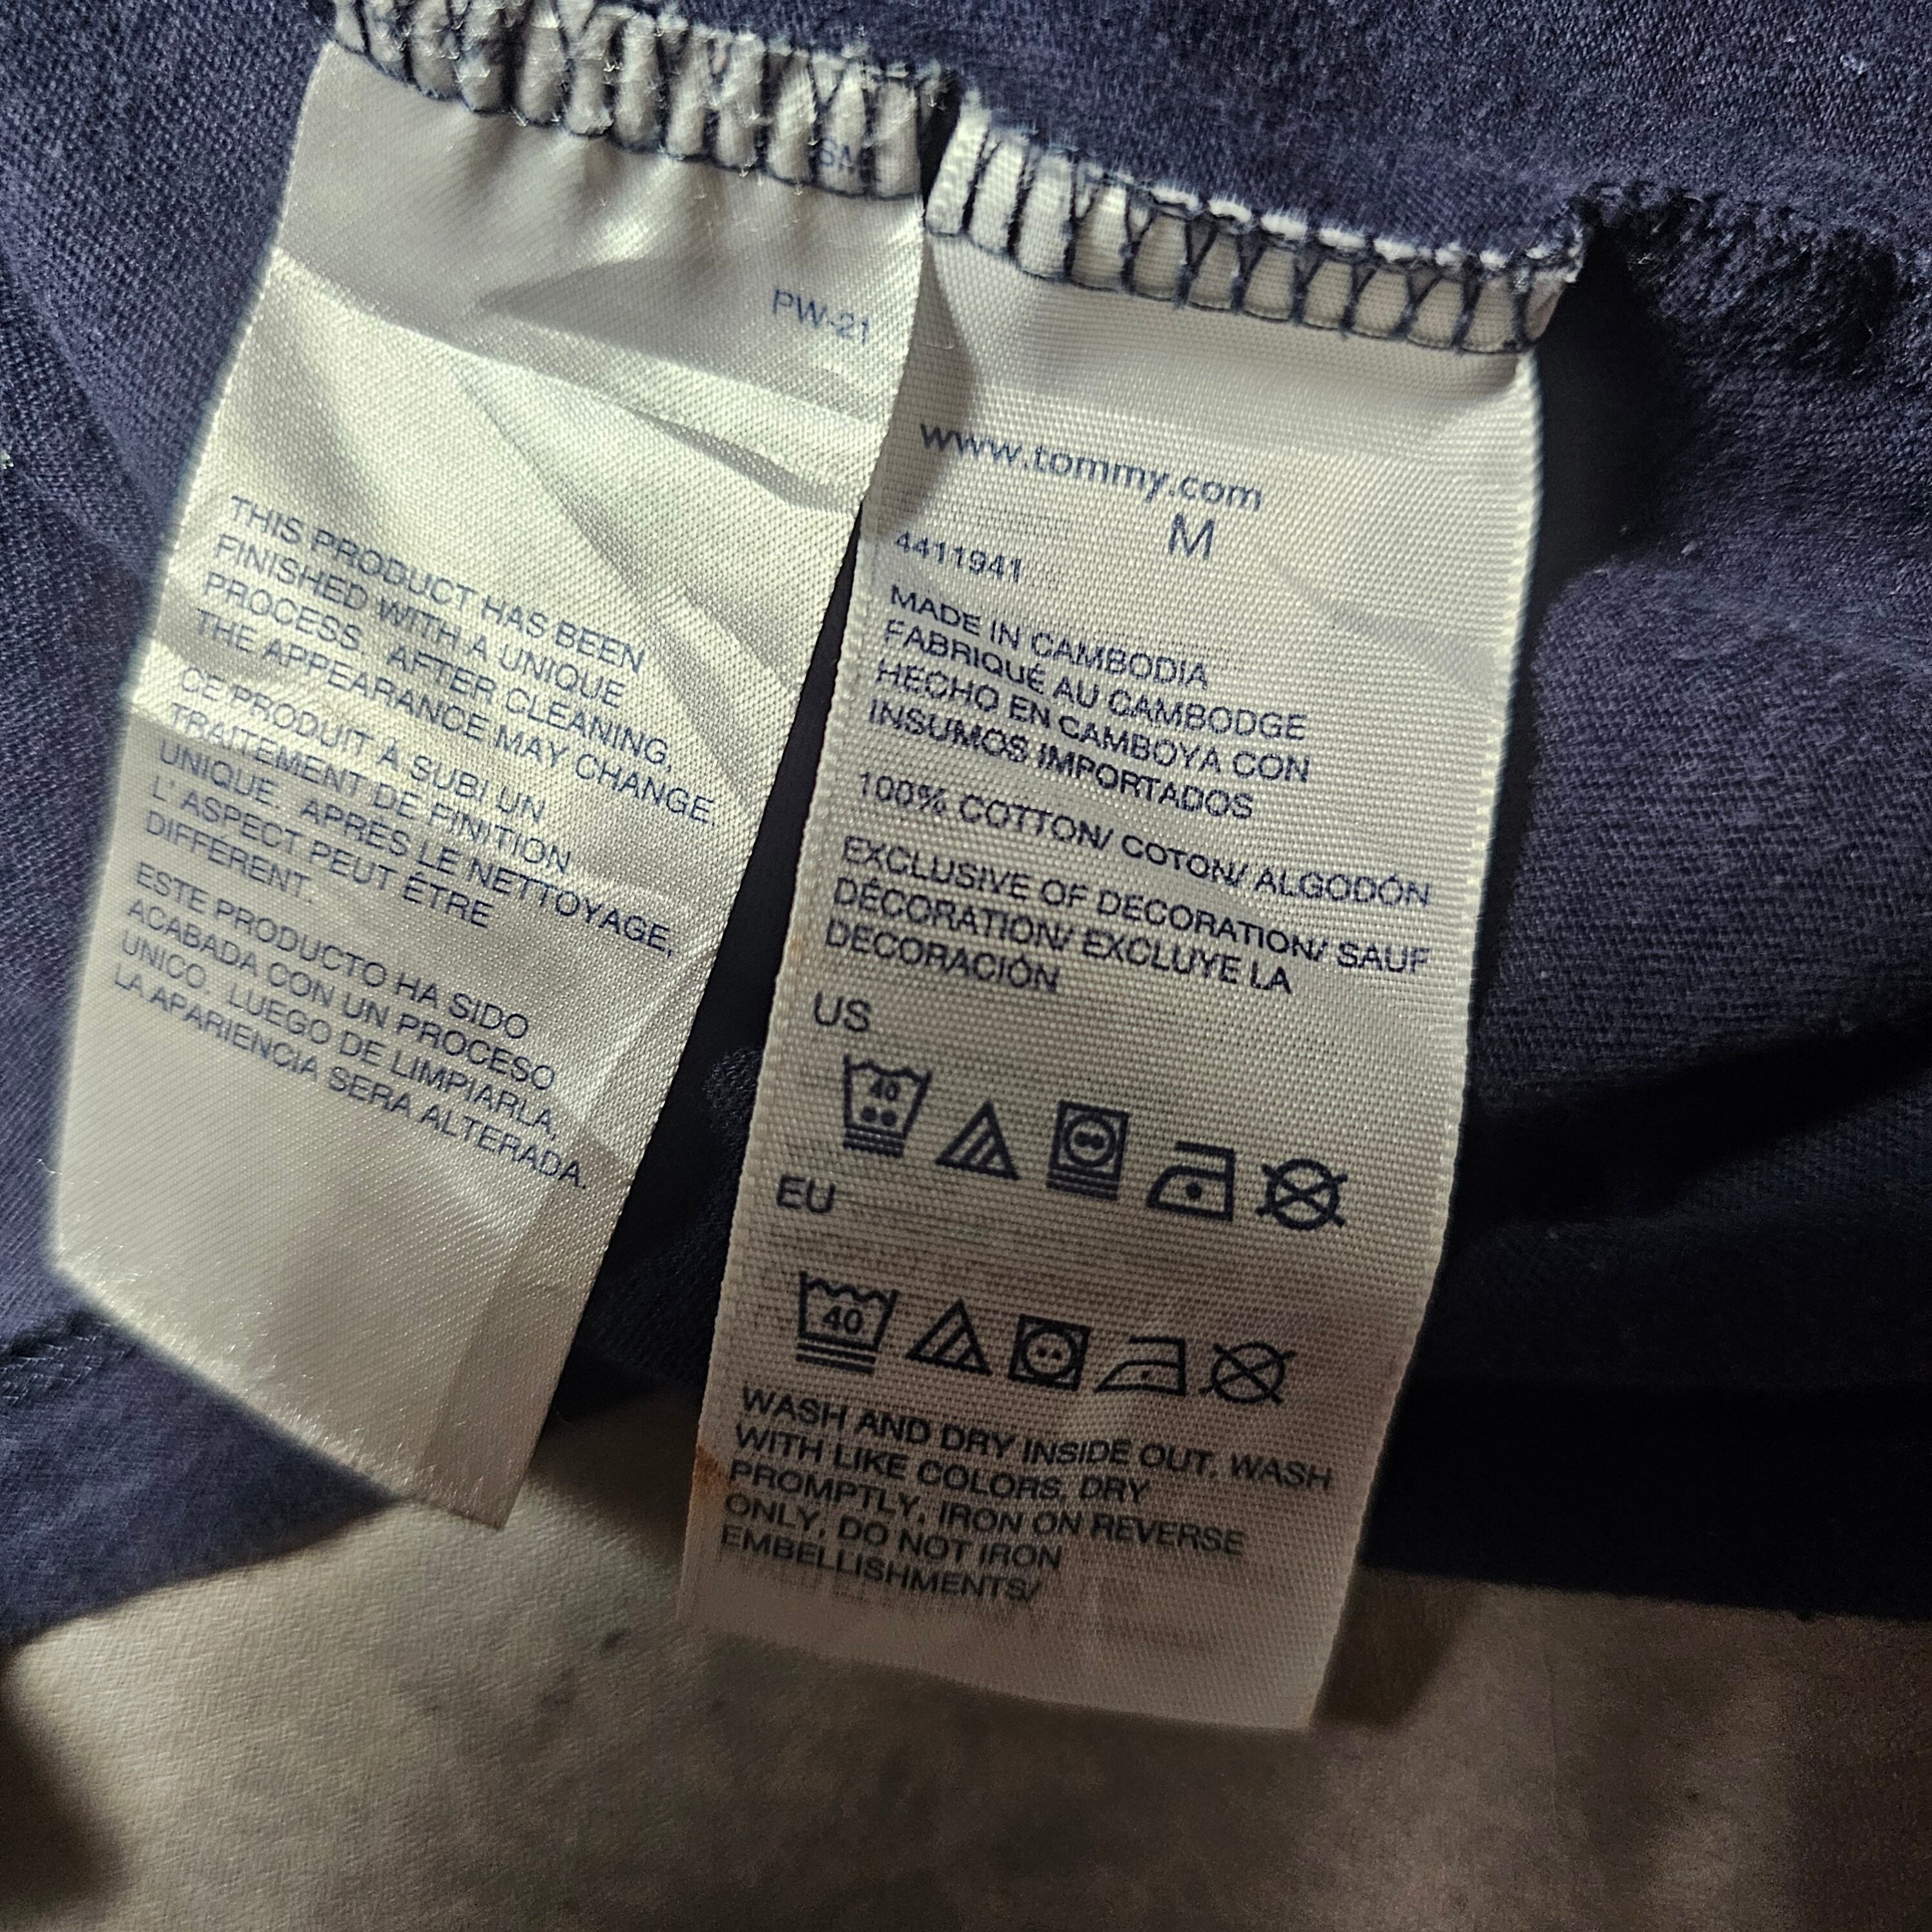 PW-21
THIS PRODUCT HAS BEEN
FINISHED WITH A UNIQUE
PROCESS. AFTER CLEANING,
THE APPEARANCE MAY CHANGE.
CE PRODUIT A SUBI UN
TRAITEMENT DE FINITION
UNIQUE. APRÈS LE NETTOYAGE,
L' ASPECT PEUT ÊTRE
DIFFÉRENT.
ESTE PRODUCTO HA SIDO
ACABADA CON UN PROCESO
UNICO. LUEGO DE LIMPIARLA,
LA APARIENCIA SERA ALTERADA.
www.tommy.com
M
4411941
MADE IN CAMBODIA
FABRIQUÉ AU CAMBODGE
HECHO EN CAMBOYA CON
INSUMOS IMPORTADOS
100% COTTON/ COTON/ ALGODÓN
EXCLUSIVE OF DECORATION/ SAUF
DÉCORATION/ EXCLUYE LA
DECORACIÓN
US
40
EU
40
WASH AND DRY INSIDE OUT, WASH
WITH LIKE COLORS, DRY
PROMPTLY, IRON ON REVERSE
ONLY, DO NOT IRON
EMBELLISHMENTS/